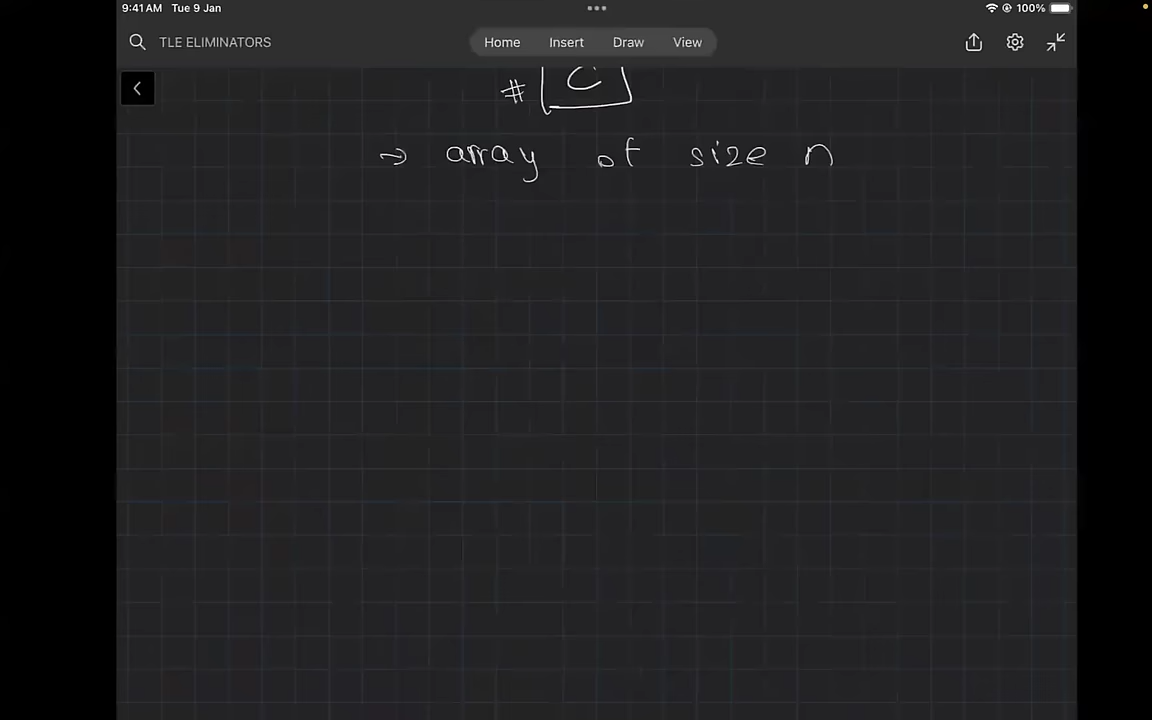 9:41 AM Tue 9 Jan 100%
TLE ELIMINATORS Home Insert Draw View
# C
→ array of size n